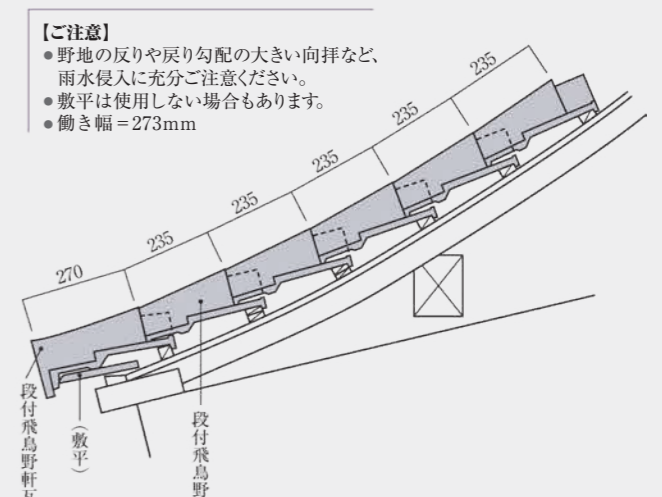 【ご注意】
●野地の反りや戻り勾配の大きい向拝など、
雨水侵入に充分ご注意ください。
●敷平は使用しない場合もあります。
●働き幅＝273mm
235
235
235
235
235
270
段付飛鳥野軒瓦
（敷平）
段付飛鳥野